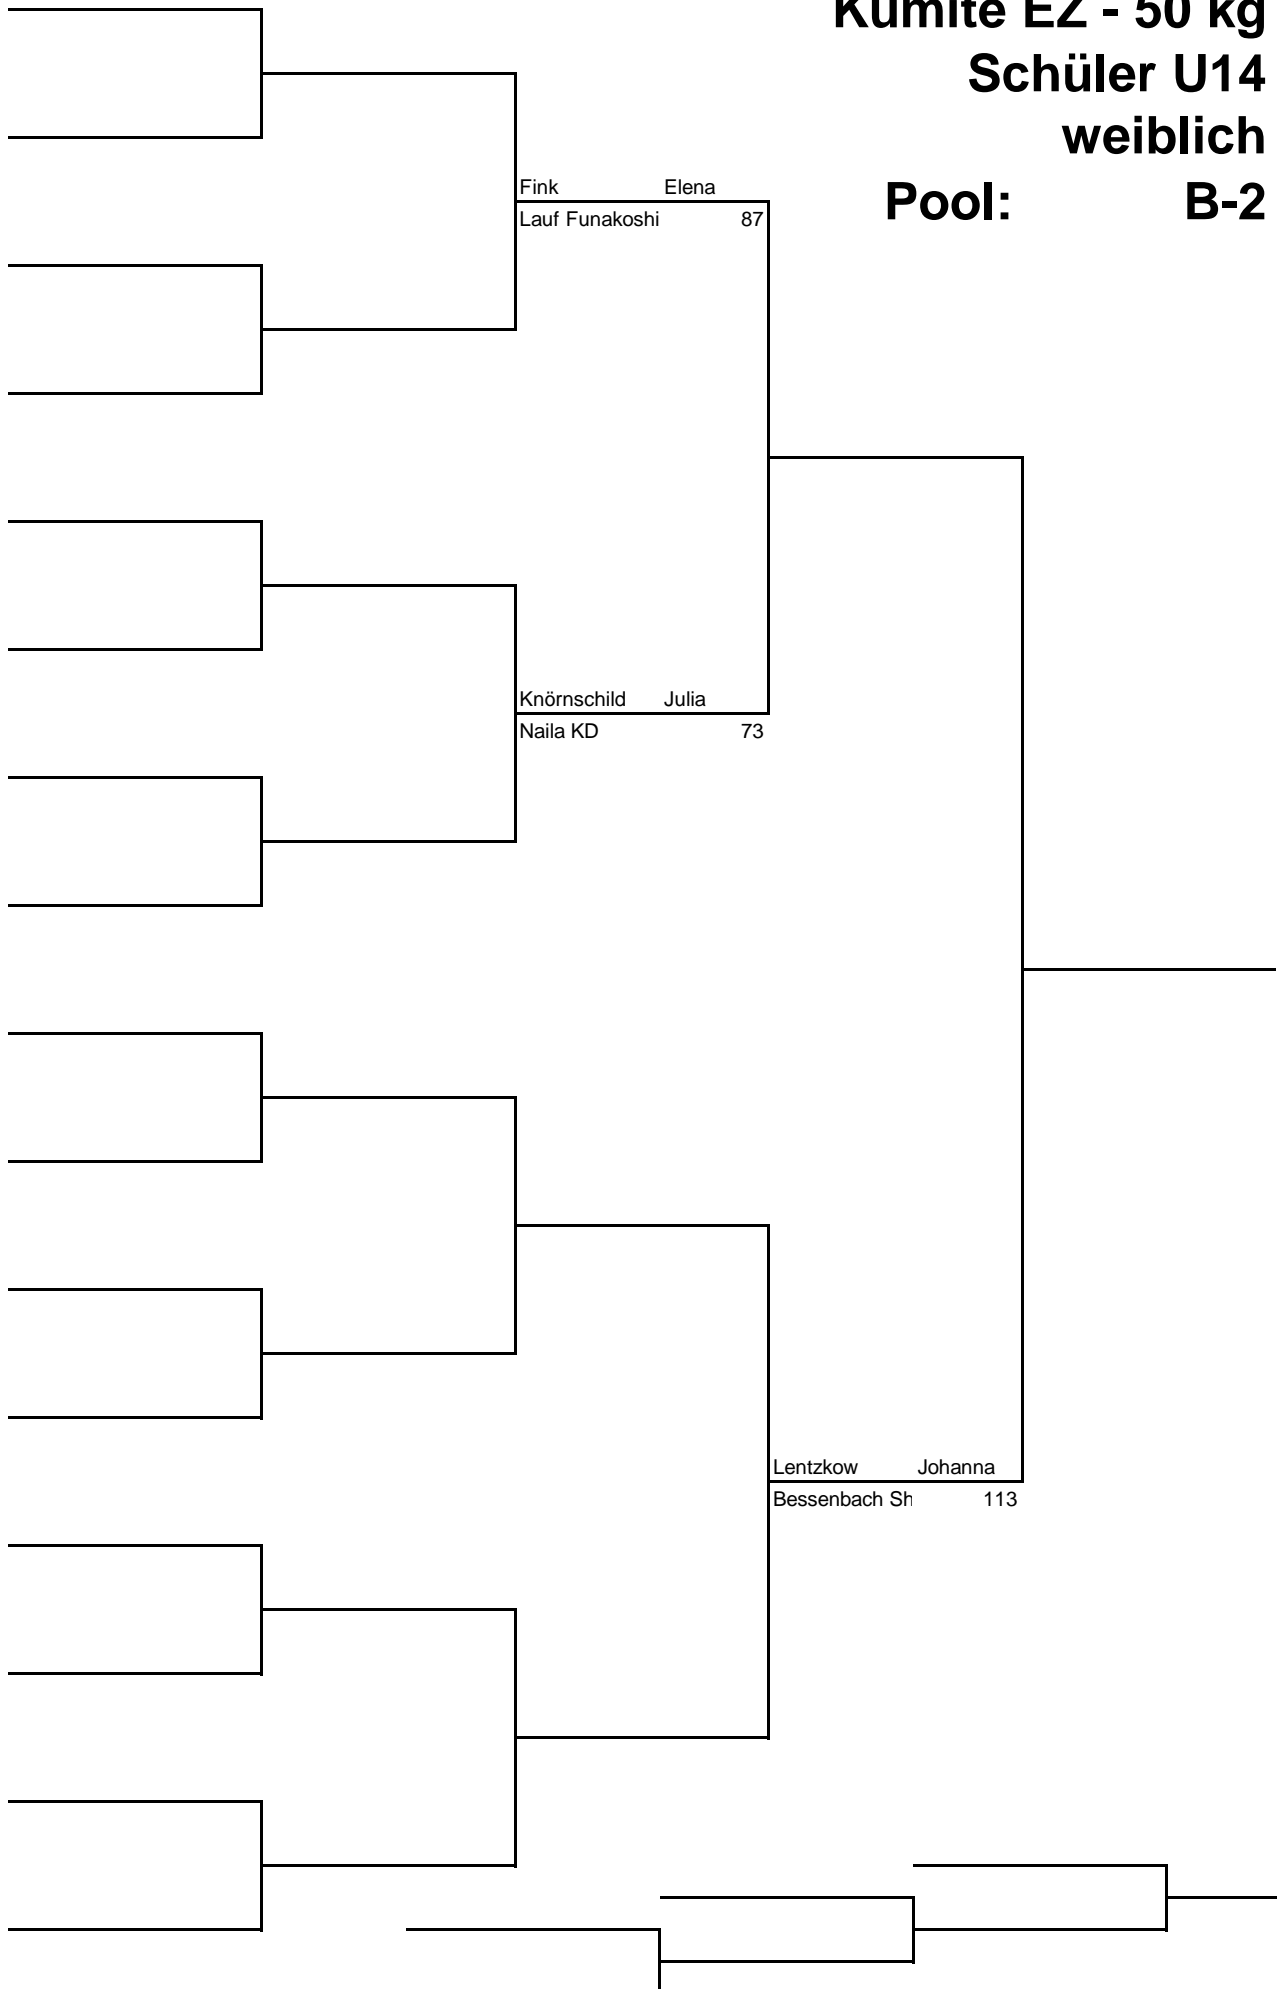 Kumite EZ - 50 kg
Schüler U14
weiblich
Pool: B-2
Fink Elena
Lauf Funakoshi 87
Knörnschild Julia
Naila KD 73
Lentzkow Johanna
Bessenbach Sh 113